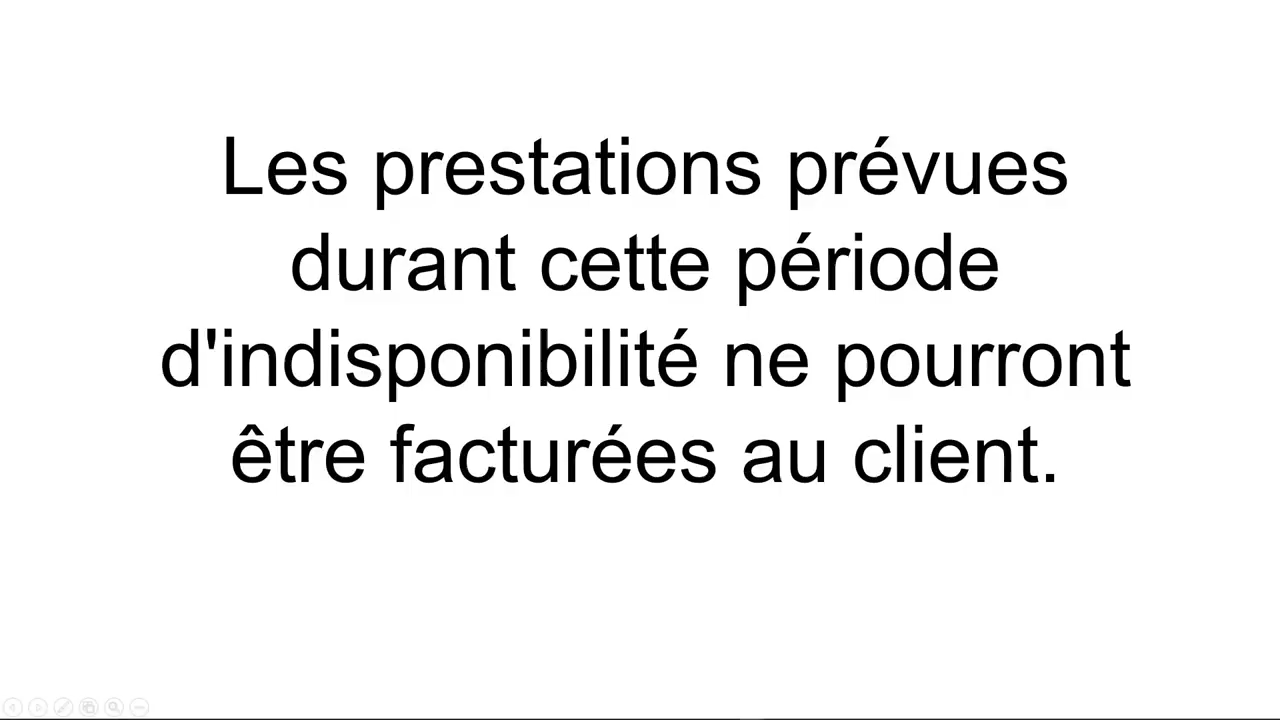 Les prestations prévues
durant cette période
d'indisponibilité ne pourront
être facturées au client.